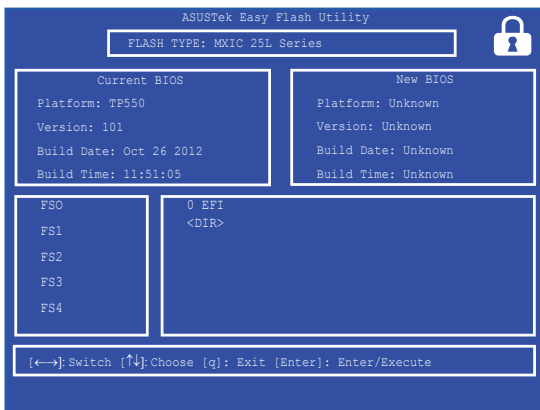 ASUSTek Easy Flash Utility
FLASH TYPE: MXIC 25L Series
Current BIOS
Platform: TP550
Version: 101
Build Date: Oct 26 2012
Build Time: 11:51:05
New BIOS
Platform: Unknown
Version: Unknown
Build Date: Unknown
Build Time: Unknown
FSO
FS1
FS2
FS3
FS4
0 EFI
<DIR>
[←→]: Switch [↑↓]: Choose [q]: Exit [Enter]: Enter/Execute